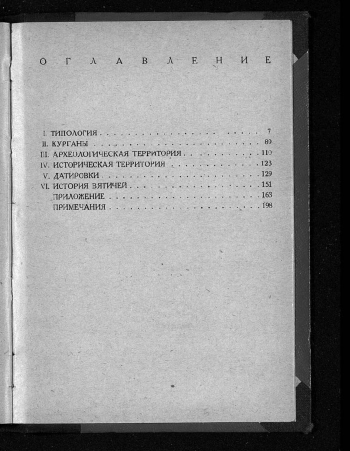 ОГЛАВЛЕНИЕ
I. ТИПОЛОГИЯ 7
II. КУРГАНЫ 89
III. АРХЕОЛОГИЧЕСКАЯ ТЕРРИТОРИЯ 110
IV. ИСТОРИЧЕСКАЯ ТЕРРИТОРИЯ 123
V. ДАТИРОВКИ 129
VI. ИСТОРИЯ ВЯТИЧЕЙ 151
ПРИЛОЖЕНИЕ 163
ПРИМЕЧАНИЯ 198